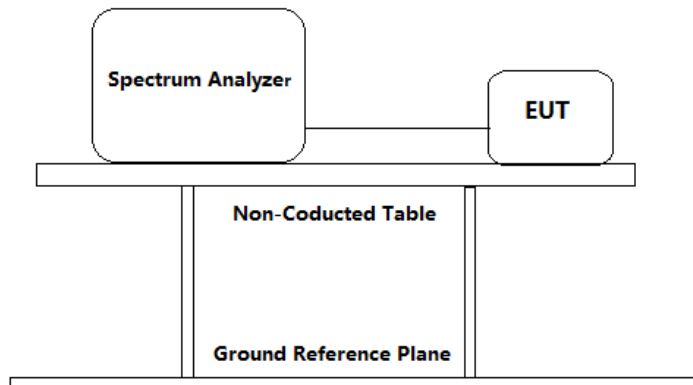 Spectrum Analyzer
EUT
Non-Coducted Table
Ground Reference Plane